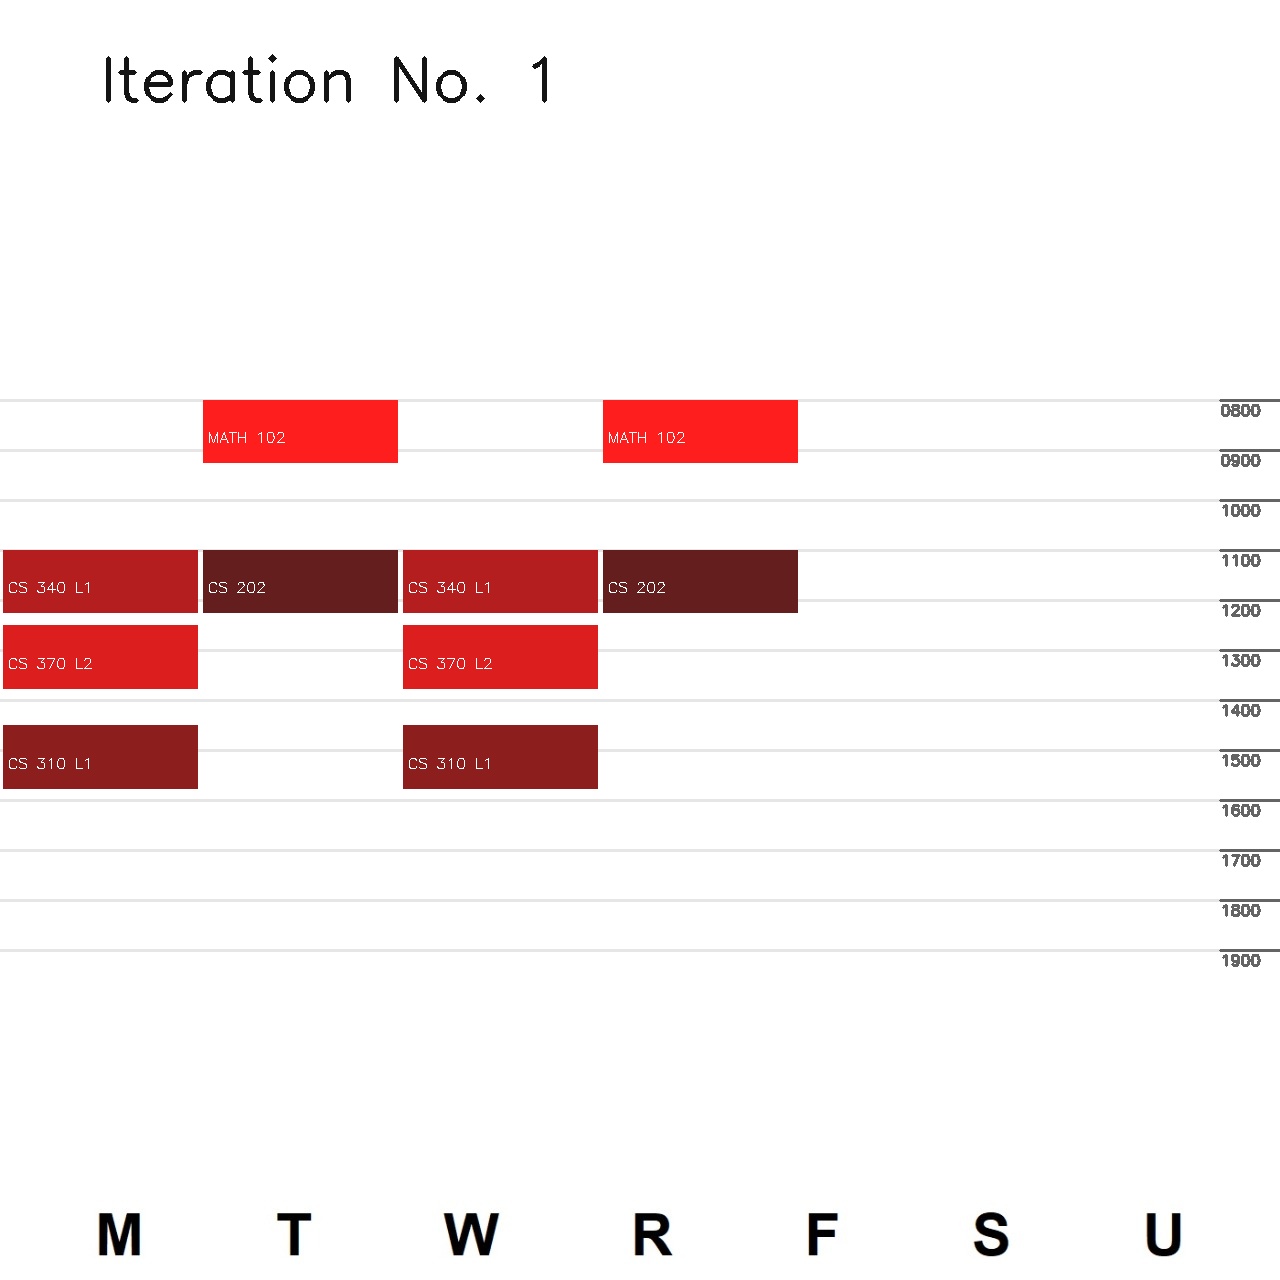 Iteration No. 1
0800
MATH 102 MATH 102
0900
1000
1100
CS 340 L1 CS 202 CS 340 L1 CS 202
1200
CS 370 L2 CS 370 L2
1300
1400
CS 310 L1 CS 310 L1
1500
1600
1700
1800
1900
M T W R F S U